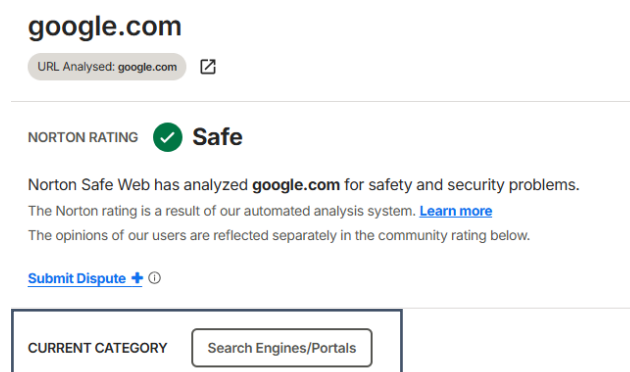 google.com
URL Analysed: google.com
NORTON RATING Safe
Norton Safe Web has analyzed google.com for safety and security problems.
The Norton rating is a result of our automated analysis system. Learn more
The opinions of our users are reflected separately in the community rating below.
Submit Dispute
CURRENT CATEGORY Search Engines/Portals